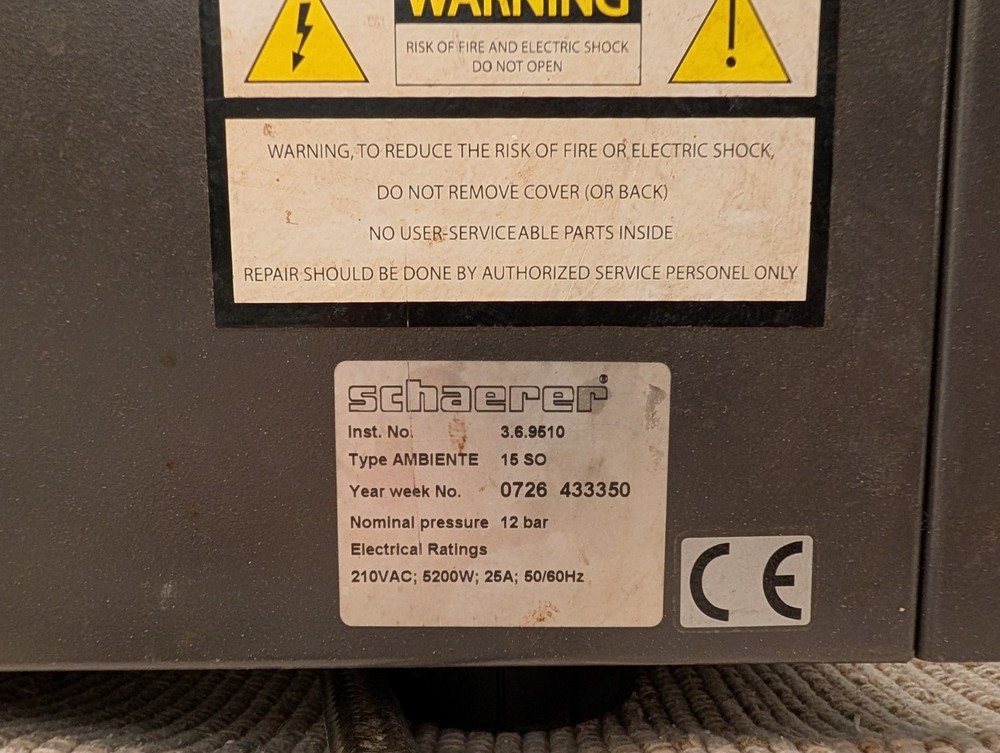 WARNING
RISK OF FIRE AND ELECTRIC SHOCK
DO NOT OPEN
WARNING, TO REDUCE THE RISK OF FIRE OR ELECTRIC SHOCK,
DO NOT REMOVE COVER (OR BACK)
NO USER-SERVICEABLE PARTS INSIDE
REPAIR SHOULD BE DONE BY AUTHORIZED SERVICE PERSONEL ONLY
schaerer®
Inst. No. 3.6.9510
Type AMBIENTE 15 SO
Year week No. 0726 433350
Nominal pressure 12 bar
Electrical Ratings
210VAC; 5200W; 25A; 50/60Hz
CE